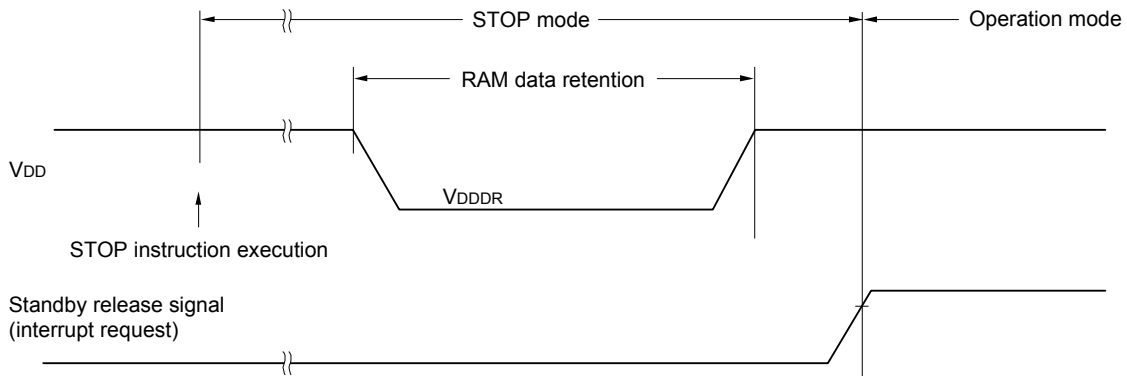 STOP mode
Operation mode
RAM data retention
VDD
VDDDR
STOP instruction execution
Standby release signal
(interrupt request)